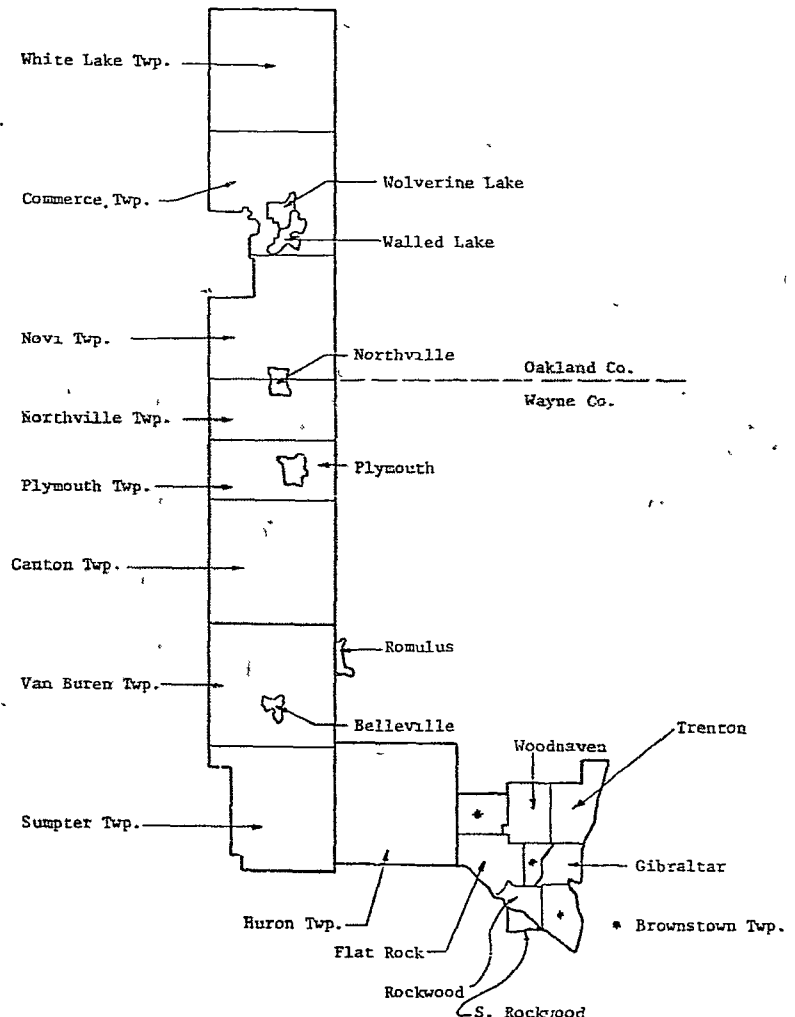 White Lake Twp.
Commerce Twp.
Wolverine Lake
Walled Lake
Novi Twp.
Northville
Oakland Co.
Wayne Co.
Northville Twp.
Plymouth
Plymouth Twp.
Canton Twp.
Romulus
Van Buren Twp.
Belleville
Trenton
Woodhaven
Sumpter Twp.
Gibraltar
Huron Twp.
* Brownstown Twp.
Flat Rock
Rockwood
S. Rockwood